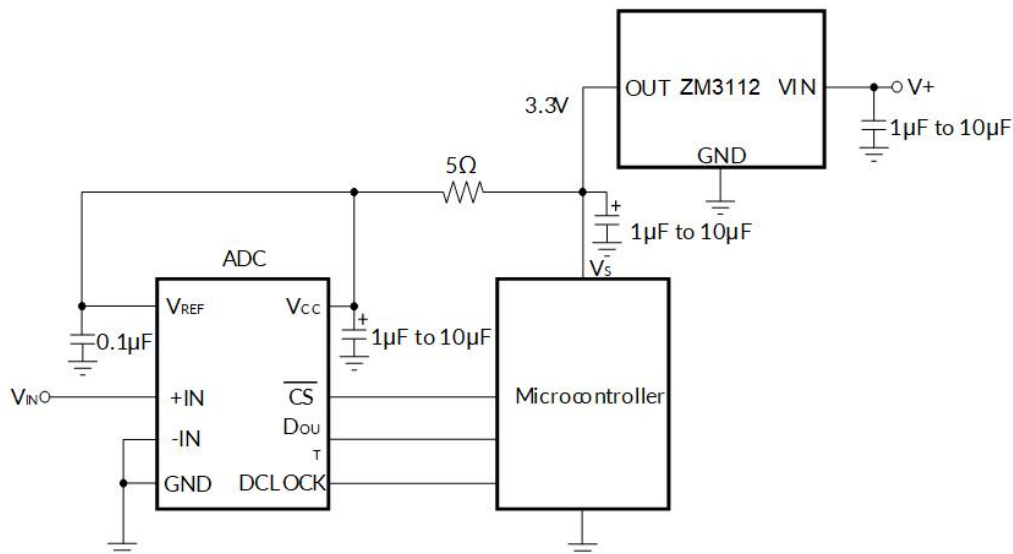 OUT ZM3112 VIN
V+
3.3V
1µF to 10µF
GND
5Ω
1µF to 10µF
ADC
VS
VREF
VCC
0.1µF
1µF to 10µF
VIN
+IN
CS
Microcontroller
-IN
DOU
T
GND
DCLOCK